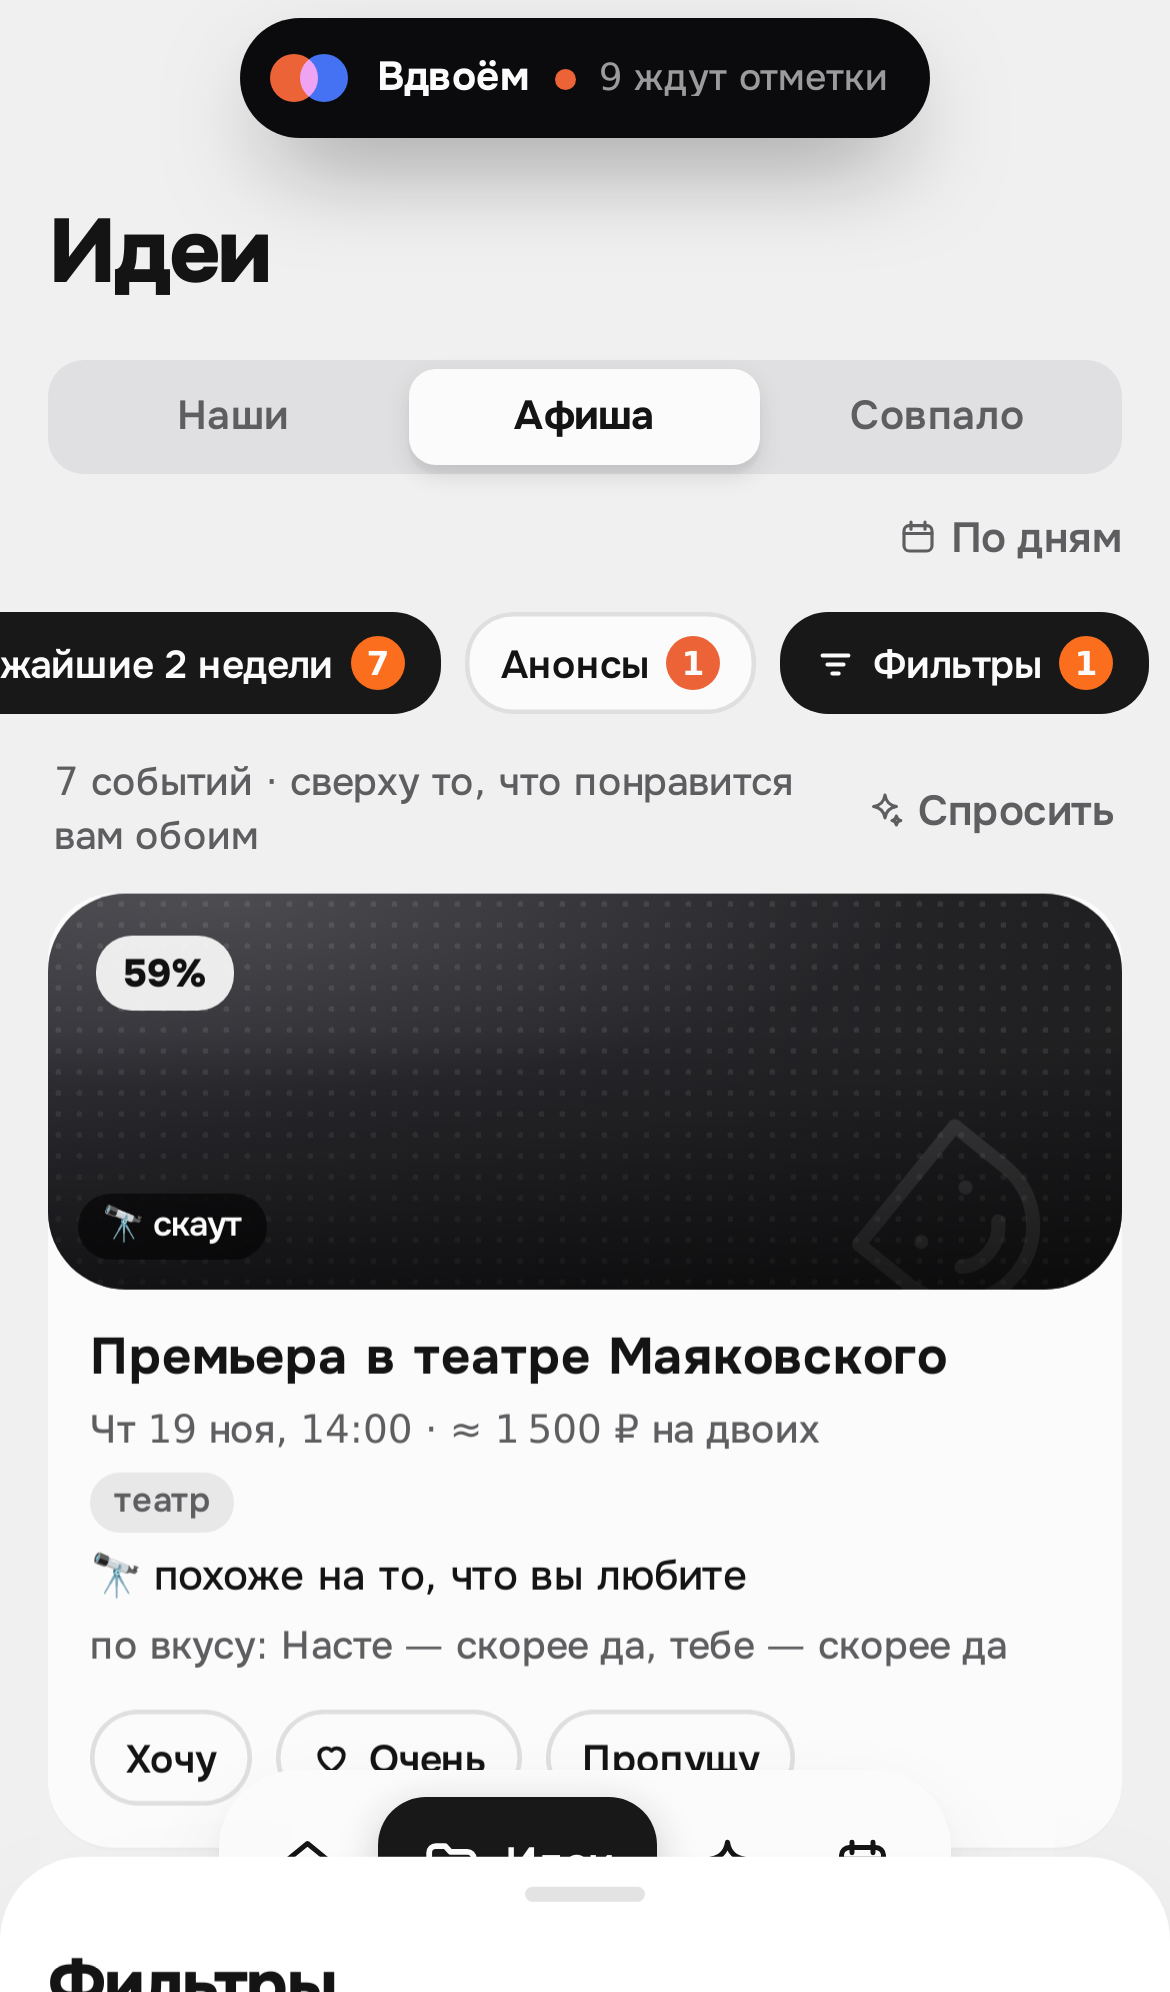 Вдвоём 9 ждут отметки
Идеи
Наши Афиша Совпало
По дням
жайшие 2 недели 7 Анонсы 1 Фильтры 1
7 событий · сверху то, что понравится
вам обоим
Спросить
59%
скаут
Премьера в театре Маяковского
Чт 19 ноя, 14:00 · ≈ 1 500 ₽ на двоих
театр
похоже на то, что вы любите
по вкусу: Насте — скорее да, тебе — скорее да
Хочу Очень Пропущу
Идеи
Фильтры